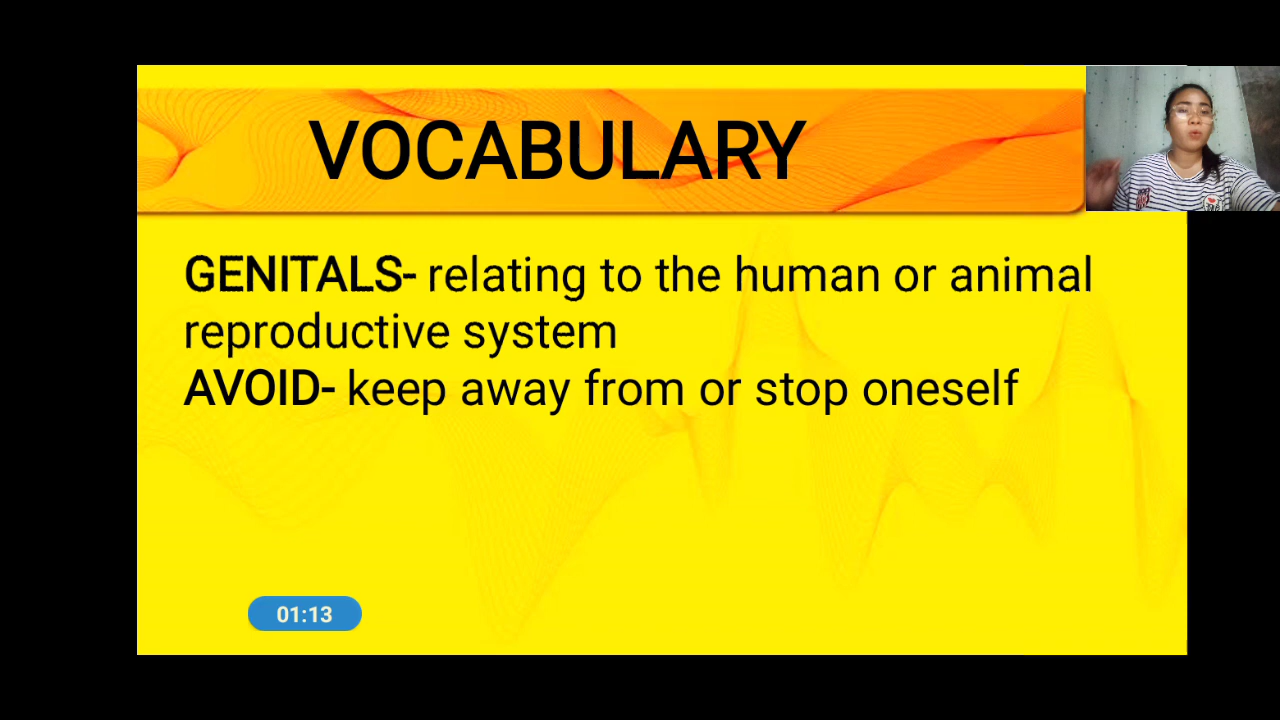 VOCABULARY
GENITALS- relating to the human or animal
reproductive system
AVOID- keep away from or stop oneself
01:13